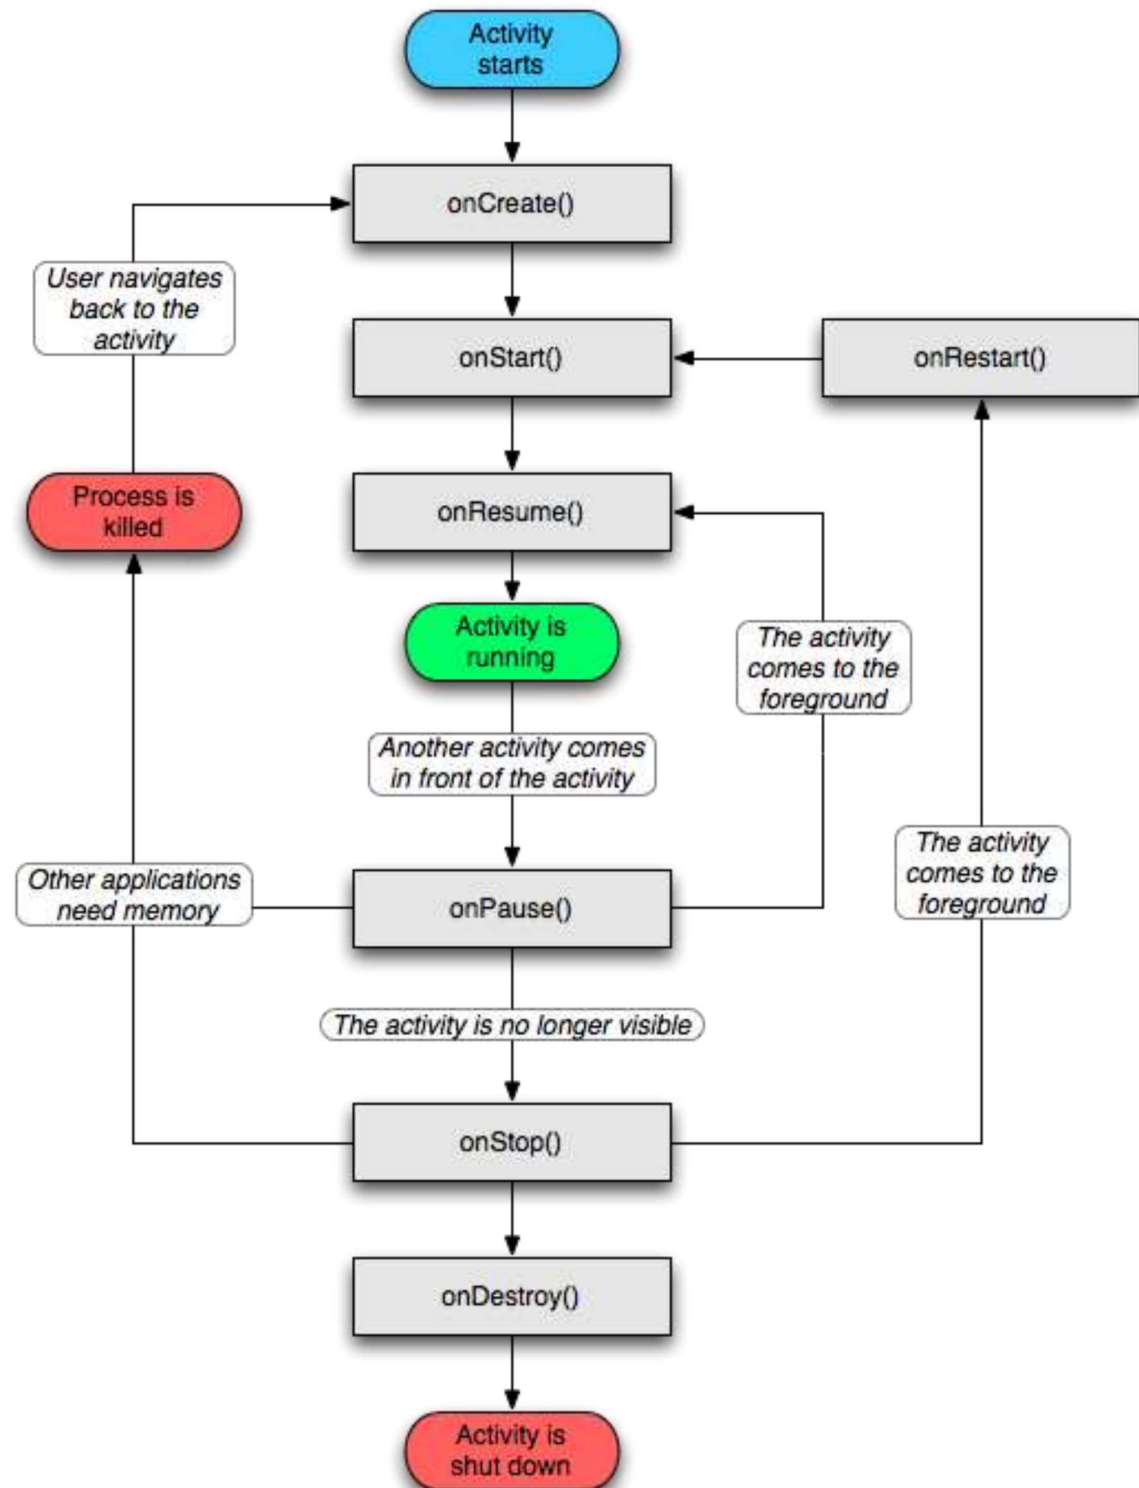 Activity
starts
onCreate()
User navigates
back to the
activity
onStart()
onRestart()
Process is
killed
onResume()
Activity is
running
The activity
comes to the
foreground
Another activity comes
in front of the activity
The activity
comes to the
foreground
Other applications
need memory
onPause()
The activity is no longer visible
onStop()
onDestroy()
Activity is
shut down